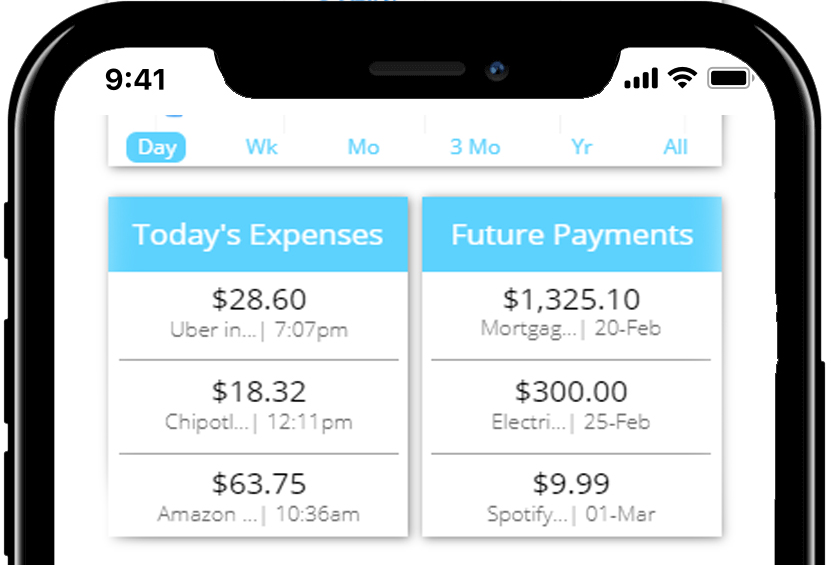 9:41
Day Wk Mo 3 Mo Yr All
Today's Expenses
$28.60
Uber in...| 7:07pm
$18.32
Chipotl...| 12:11pm
$63.75
Amazon ...| 10:36am
Future Payments
$1,325.10
Mortgag...| 20-Feb
$300.00
Electri...| 25-Feb
$9.99
Spotify...| 01-Mar